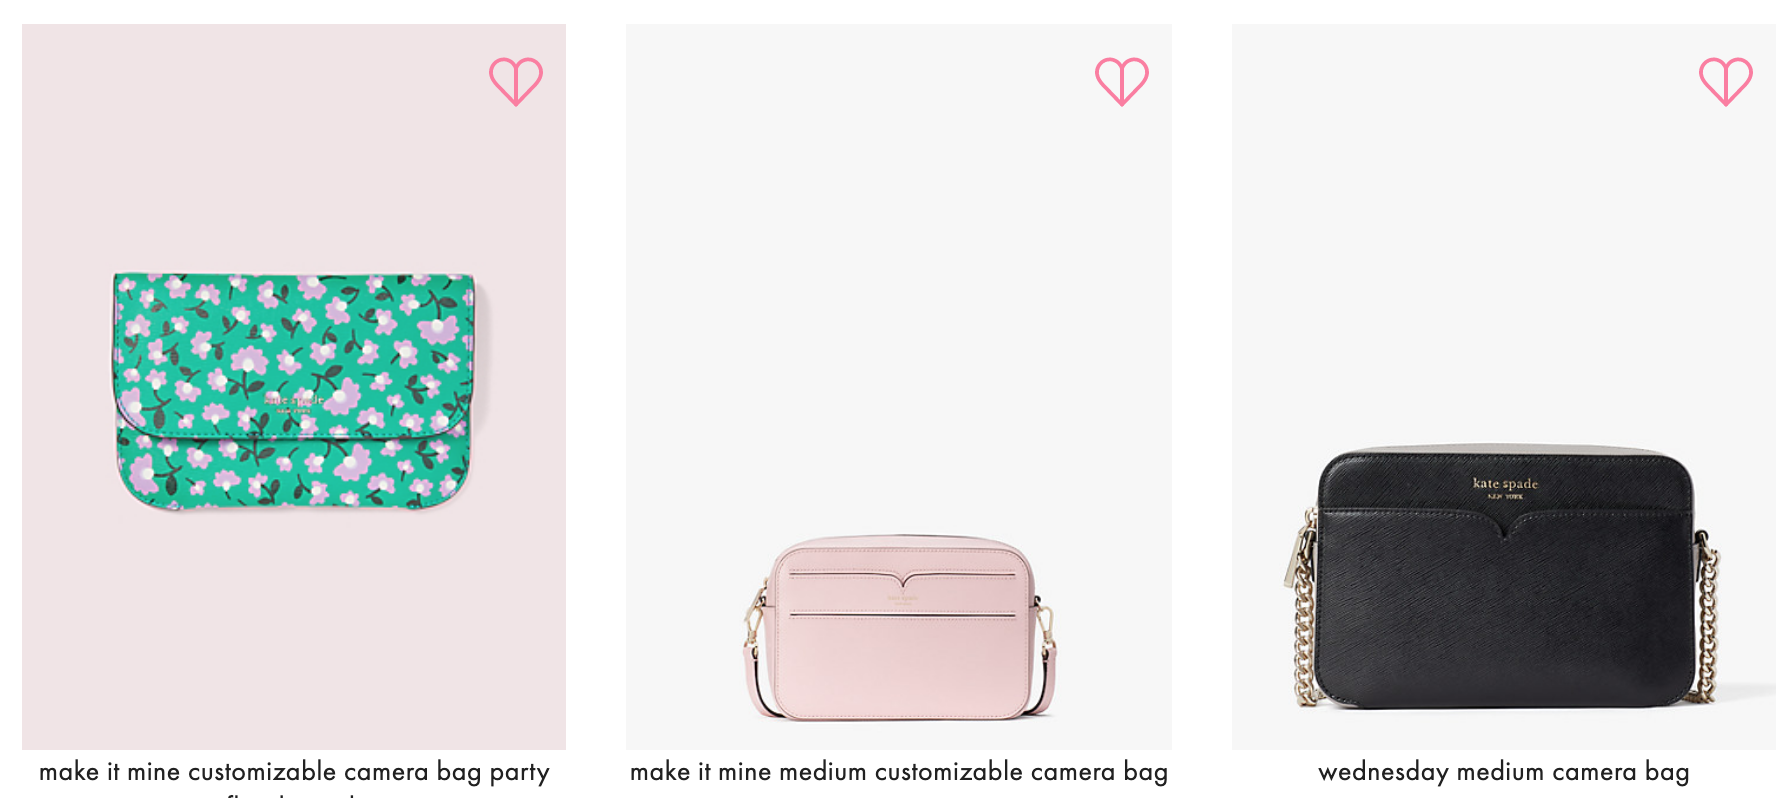 kate spade
NEW YORK
kate spade
NEW YORK
make it mine customizable camera bag party
make it mine medium customizable camera bag
wednesday medium camera bag